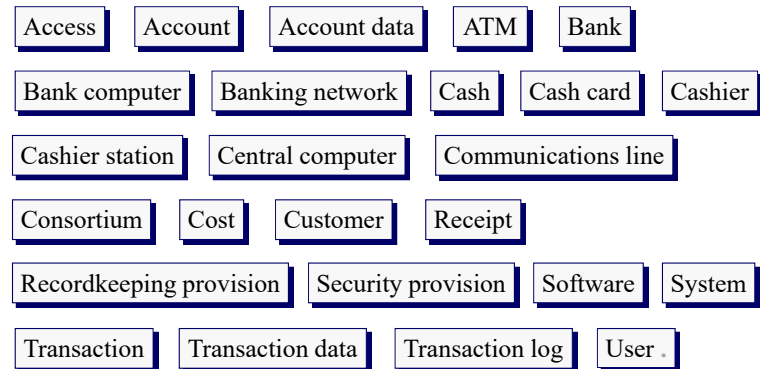 Access Account Account data ATM Bank
Bank computer Banking network Cash Cash card Cashier
Cashier station Central computer Communications line
Consortium Cost Customer Receipt
Recordkeeping provision Security provision Software System
Transaction Transaction data Transaction log User .